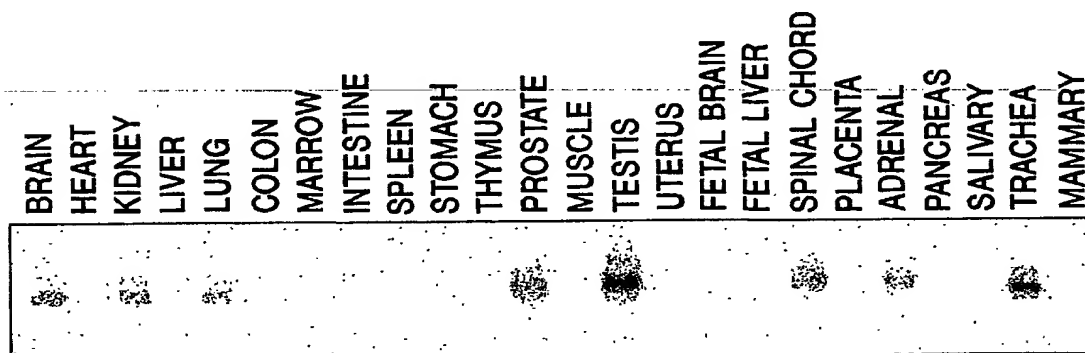 BRAIN
HEART
KIDNEY
LIVER
LUNG
COLON
MARROW
INTESTINE
SPLEEN
STOMACH
THYMUS
PROSTATE
MUSCLE
TESTIS
UTERUS
FETAL BRAIN
FETAL LIVER
SPINAL CHORD
PLACENTA
ADRENAL
PANCREAS
SALIVARY
TRACHEA
MAMMARY